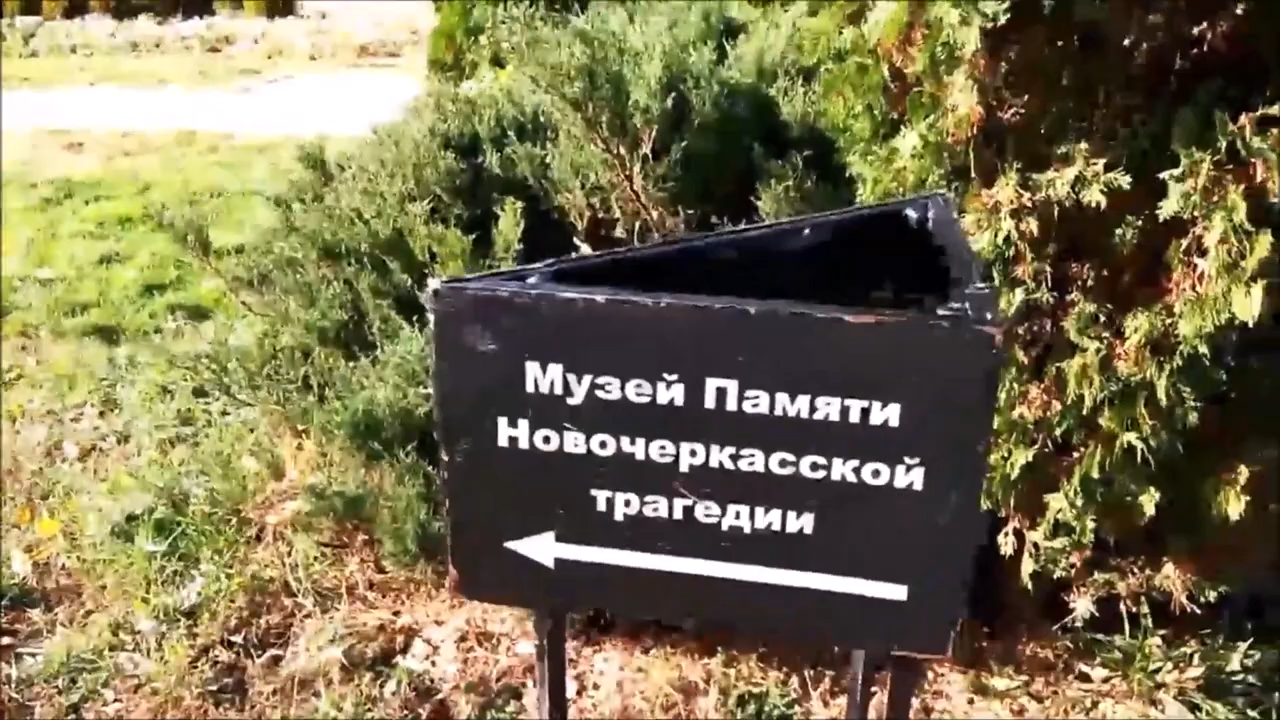 Музей Памяти
Новочеркасской
трагедии